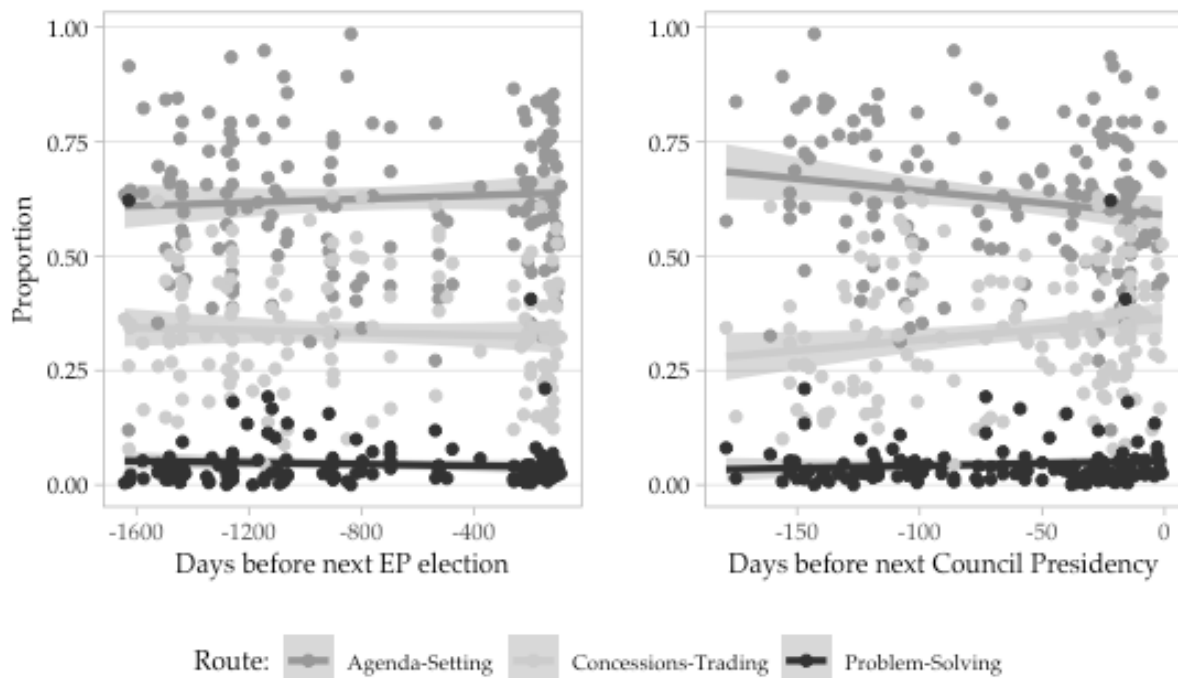 1.00
0.75
0.50
0.25
0.00
Proportion
-1600 -1200 -800 -400
Days before next EP election
1.00
0.75
0.50
0.25
0.00
-150 -100 -50 0
Days before next Council Presidency
Route: Agenda-Setting Concessions-Trading Problem-Solving